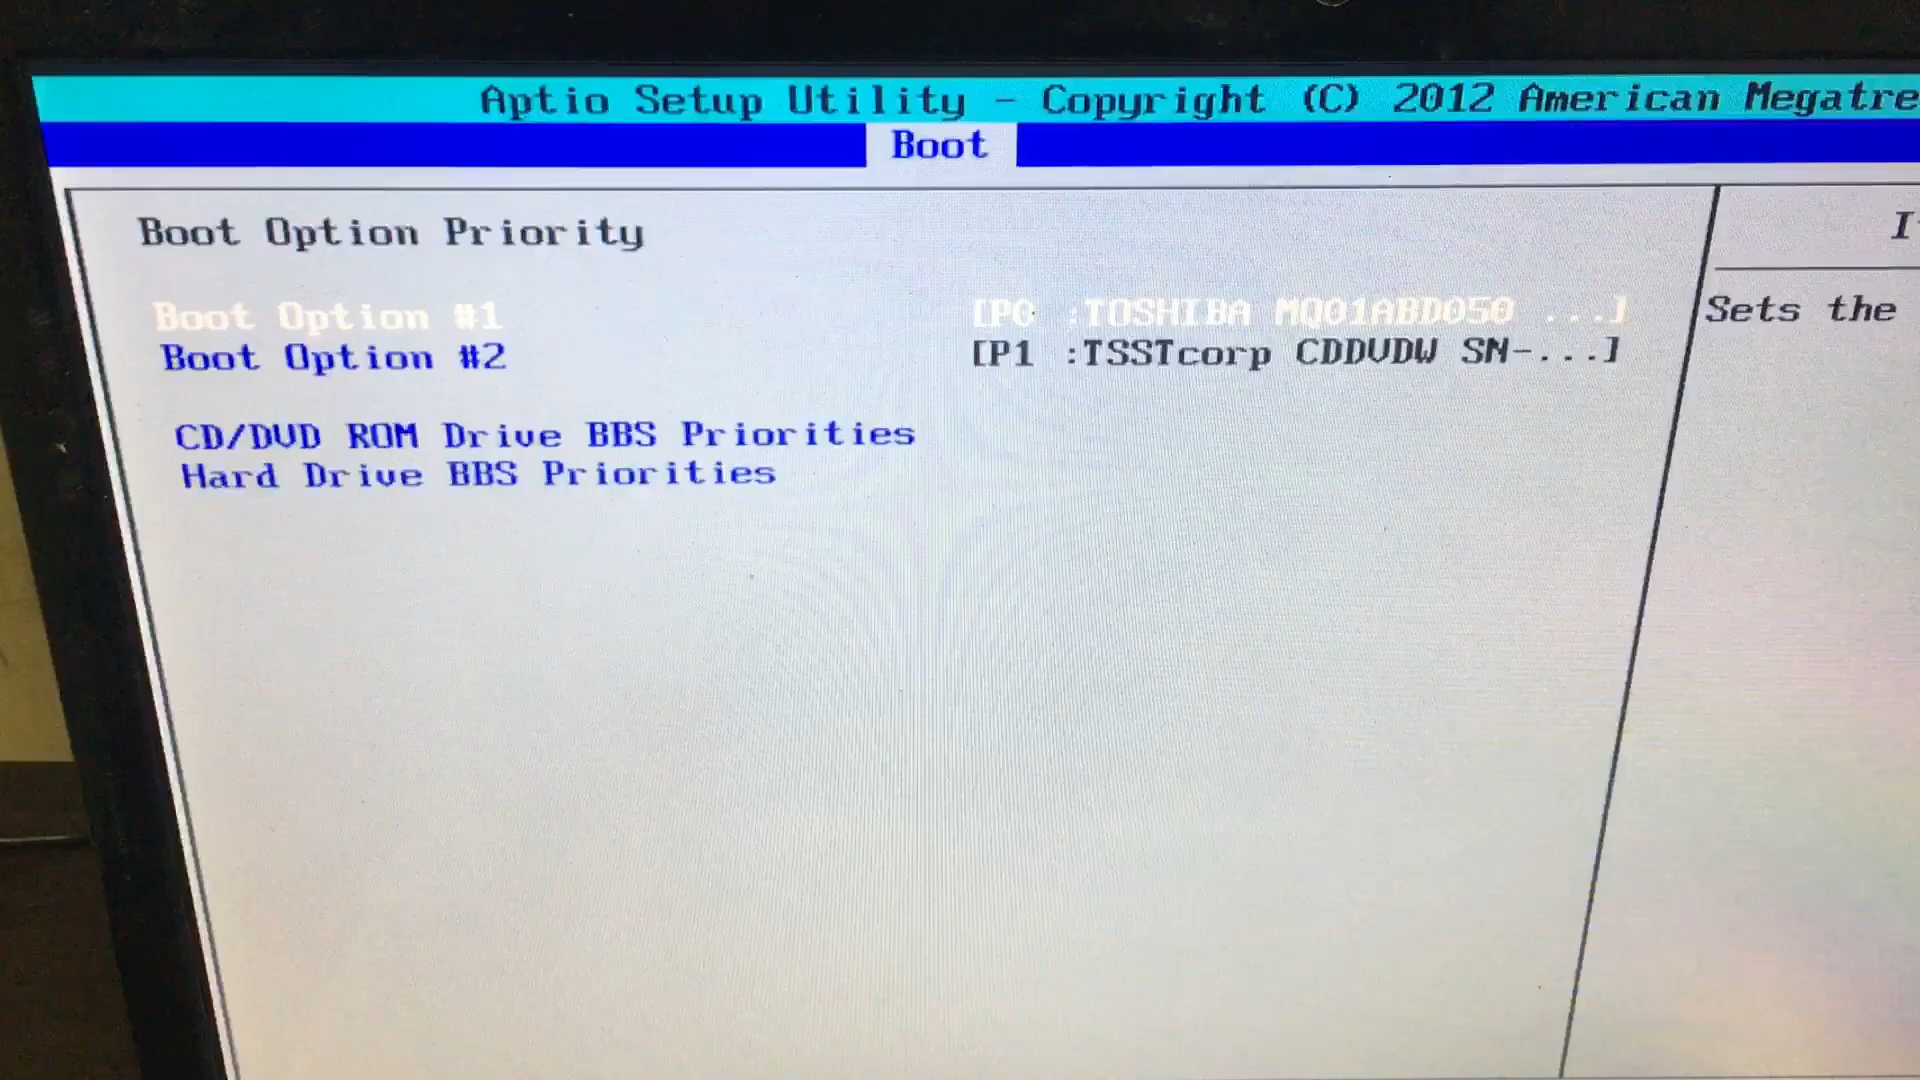 Aptio Setup Utility - Copyright (C) 2012 American
Boot
Boot Option Priority
Boot Option #1 [P0 :TOSHIBA MQ01ABD050 ...]
Sets the
Boot Option #2 [P1 :TSSTcorp CDDVDW SN-...]
CD/DVD ROM Drive BBS Priorities
Hard Drive BBS Priorities